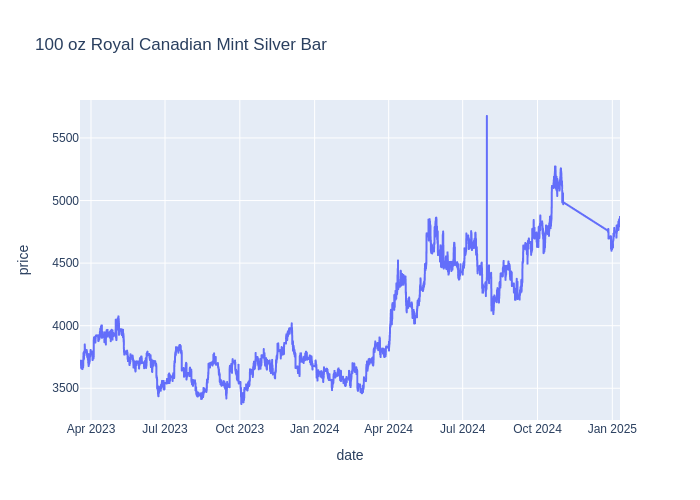 100 oz Royal Canadian Mint Silver Bar
5500
5000
4500
4000
3500
price
Apr 2023 Jul 2023 Oct 2023 Jan 2024 Apr 2024 Jul 2024 Oct 2024 Jan 2025
date